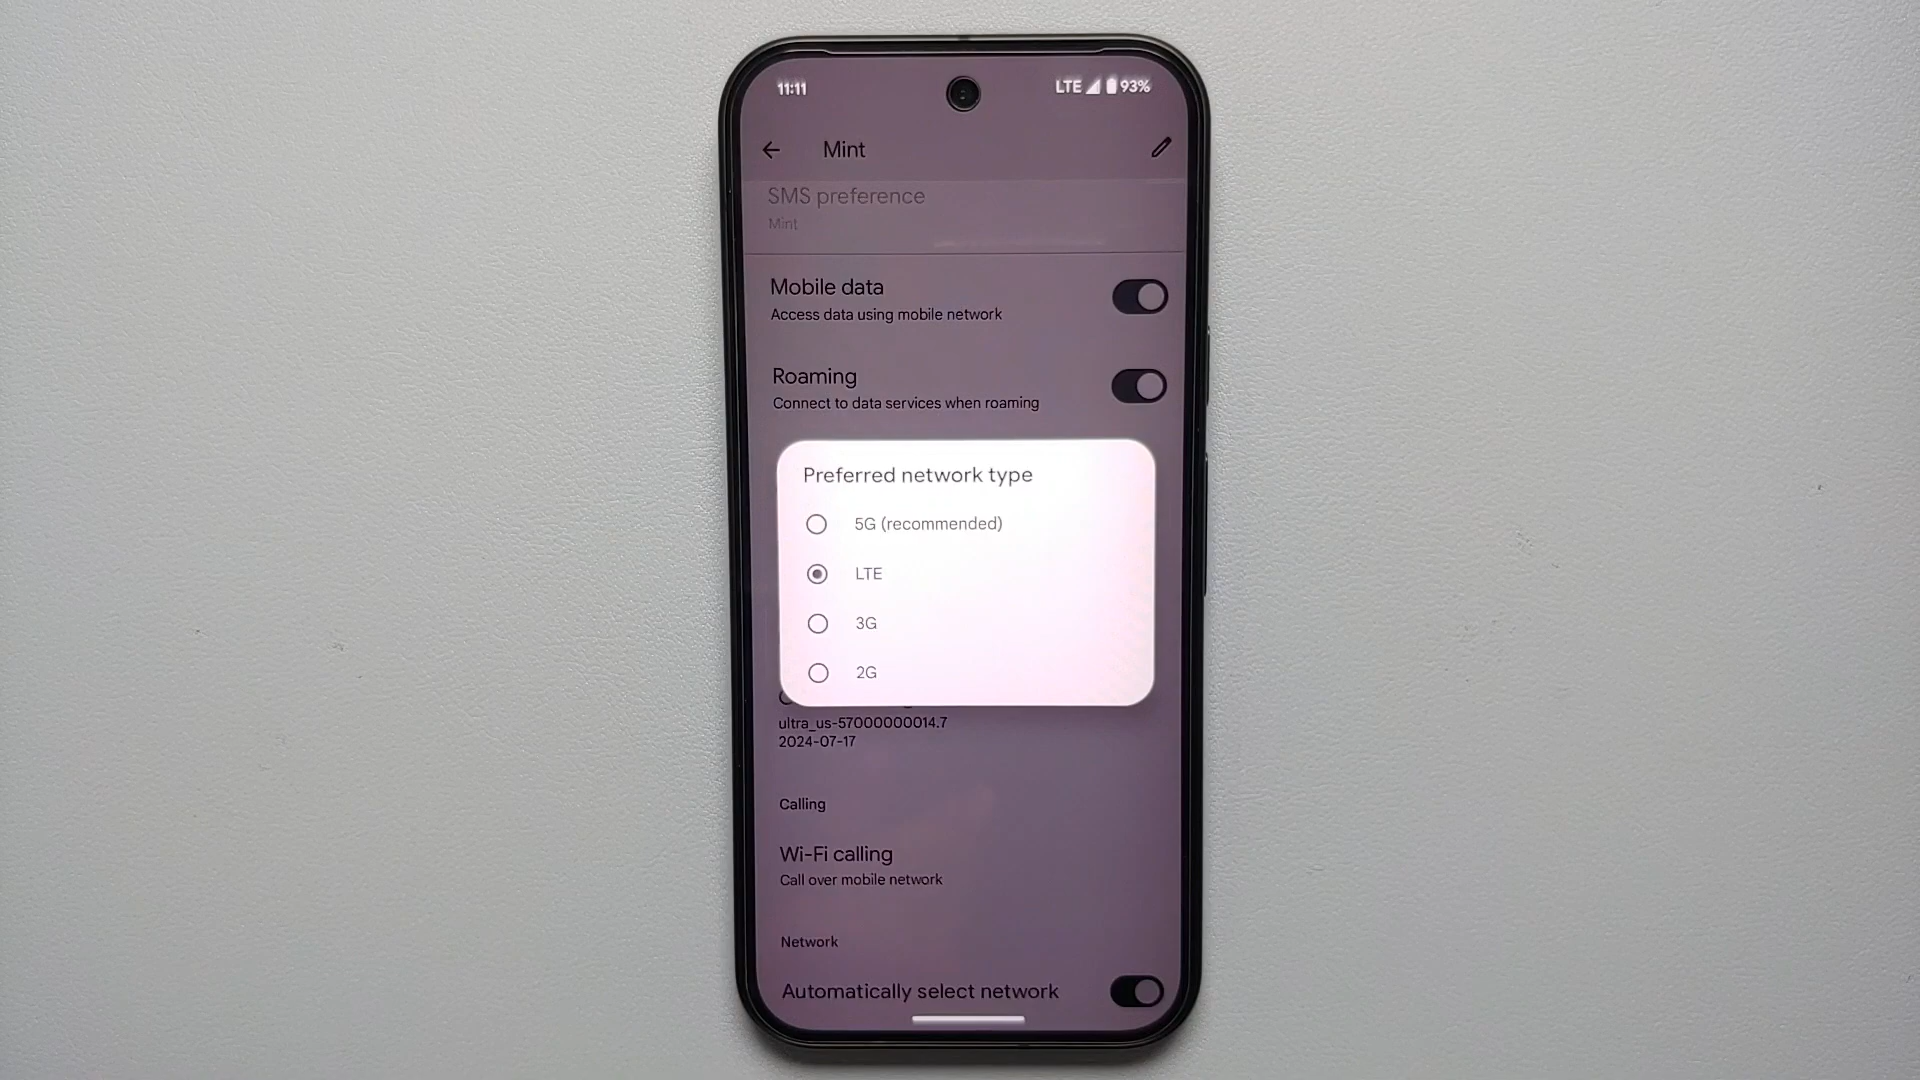 11:11
LTE 93%
Mint
SMS preference
Mint
Mobile data
Access data using mobile network
Roaming
Connect to data services when roaming
Preferred network type
5G (recommended)
LTE
3G
2G
ultra_us-57000000014.7
2024-07-17
Calling
Wi-Fi calling
Call over mobile network
Network
Automatically select network